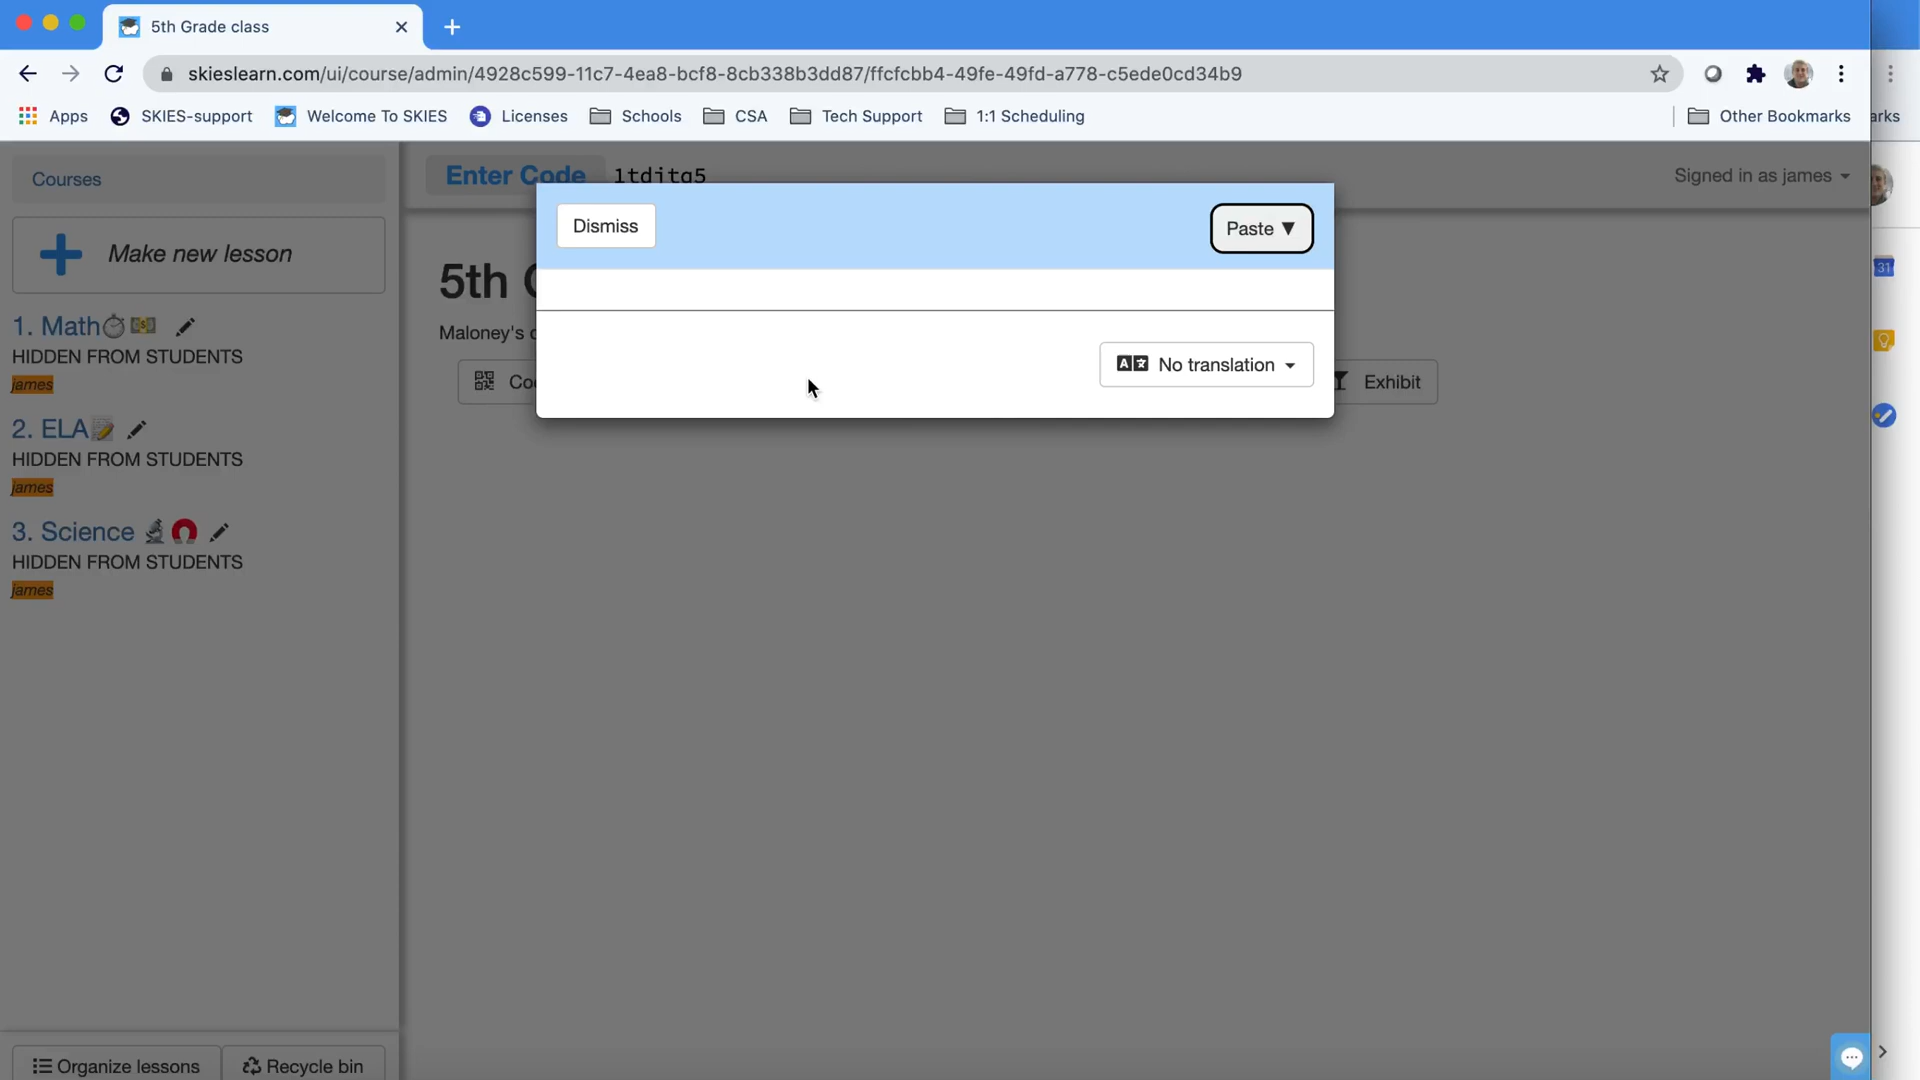 5th Grade class
skieslearn.com/ui/course/admin/4928c599-11c7-4ea8-bcf8-8cb338b3dd87/ffcfcbb4-49fe-49fd-a778-c5ede0cd34b9
Apps SKIES-support Welcome To SKIES Licenses Schools CSA Tech Support 1:1 Scheduling Other Bookmarks arks
Courses
Enter Code 1tdjtg5
Signed in as james
Dismiss
Paste ▼
Make new lesson
5th G
Maloney's c
1. Math
HIDDEN FROM STUDENTS
james
No translation
Co
Exhibit
2. ELA
HIDDEN FROM STUDENTS
james
3. Science
HIDDEN FROM STUDENTS
james
31
Organize lessons
Recycle bin